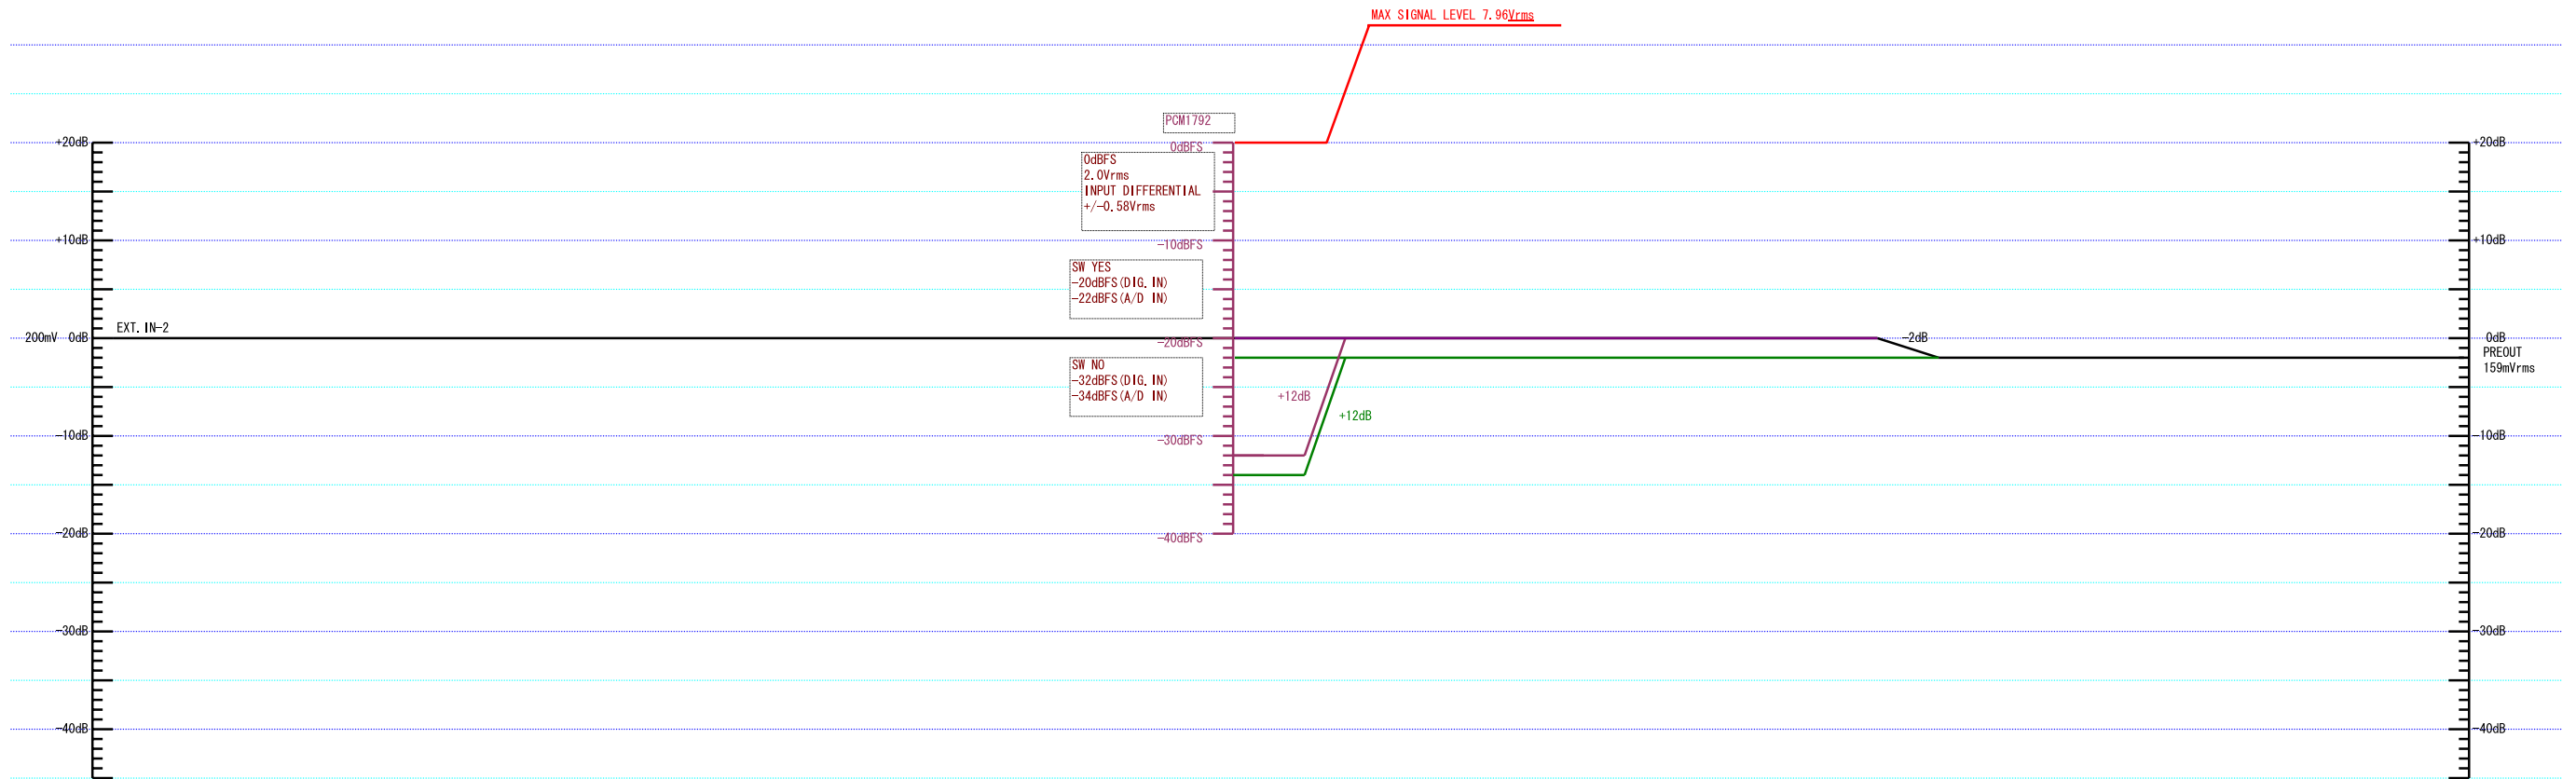 MAX SIGNAL LEVEL 7.96Vrms
PCM1792
+20dB
0dBFS
+20dB
0dBFS
2.0Vrms
INPUT DIFFERENTIAL
+/-0.58Vrms
+10dB
-10dBFS
+10dB
SW YES
-20dBFS(DIG.IN)
-22dBFS(A/D IN)
EXT.IN-2
200mV 0dB
-20dBFS
-2dB
0dB
PREOUT
159mVrms
SW NO
-32dBFS(DIG.IN)
-34dBFS(A/D IN)
+12dB
+12dB
-10dB
-30dBFS
-10dB
-20dB
-40dBFS
-20dB
-30dB
-30dB
-40dB
-40dB